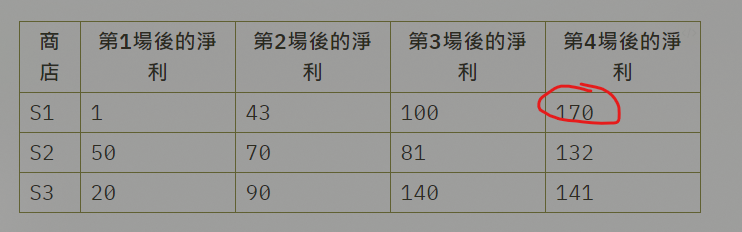 商店 第1場後的淨利 第2場後的淨利 第3場後的淨利 第4場後的淨利
S1 1 43 100 170
S2 50 70 81 132
S3 20 90 140 141